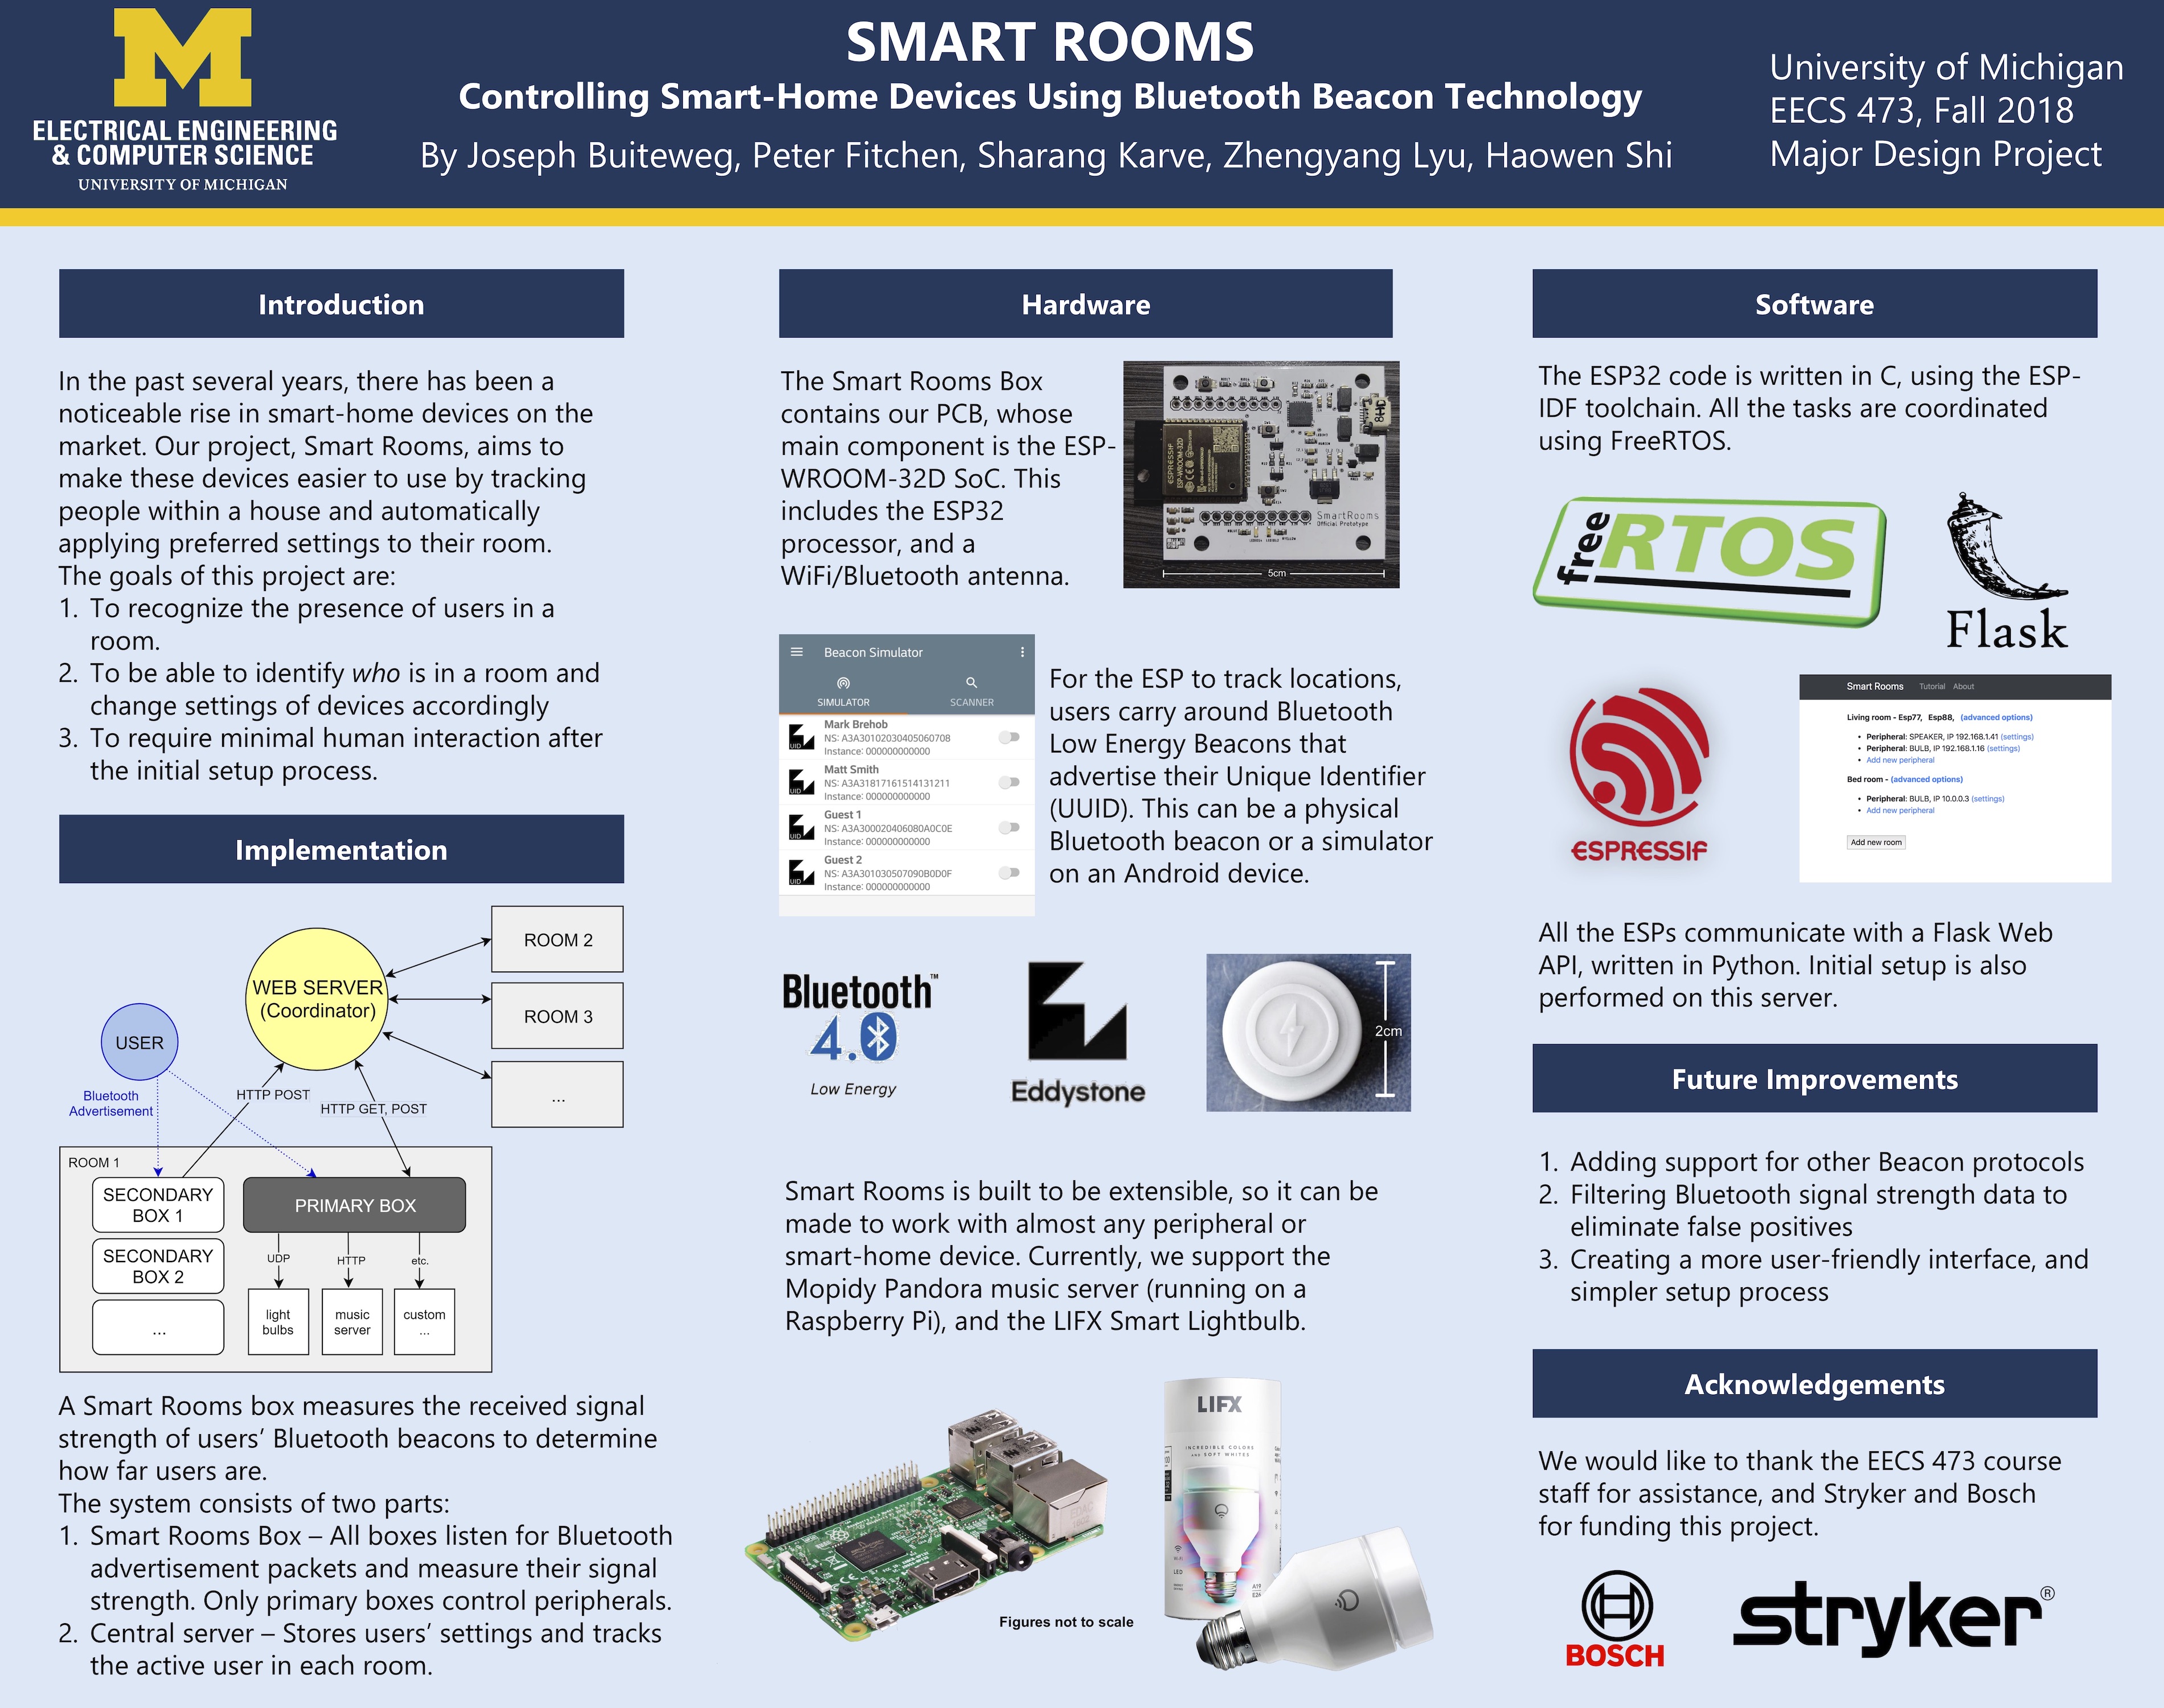 ELECTRICAL ENGINEERING
& COMPUTER SCIENCE
UNIVERSITY OF MICHIGAN
SMART ROOMS
Controlling Smart-Home Devices Using Bluetooth Beacon Technology
By Joseph Buiteweg, Peter Fitchen, Sharang Karve, Zhengyang Lyu, Haowen Shi
University of Michigan
EECS 473, Fall 2018
Major Design Project
Introduction
In the past several years, there has been a
noticeable rise in smart-home devices on the
market. Our project, Smart Rooms, aims to
make these devices easier to use by tracking
people within a house and automatically
applying preferred settings to their room.
The goals of this project are:
1. To recognize the presence of users in a
room.
2. To be able to identify who is in a room and
change settings of devices accordingly
3. To require minimal human interaction after
the initial setup process.
Implementation
WEB SERVER
(Coordinator)
ROOM 2
ROOM 3
...
USER
Bluetooth
Advertisement
HTTP POST
HTTP GET, POST
ROOM 1
SECONDARY
BOX 1
SECONDARY
BOX 2
...
PRIMARY BOX
UDP
HTTP
etc.
light
bulbs
music
server
custom
...
A Smart Rooms box measures the received signal
strength of users’ Bluetooth beacons to determine
how far users are.
The system consists of two parts:
1. Smart Rooms Box – All boxes listen for Bluetooth
advertisement packets and measure their signal
strength. Only primary boxes control peripherals.
2. Central server – Stores users’ settings and tracks
the active user in each room.
Hardware
The Smart Rooms Box
contains our PCB, whose
main component is the ESP-
WROOM-32D SoC. This
includes the ESP32
processor, and a
WiFi/Bluetooth antenna.
ESPRESSIF
ESP-WROOM-32D
SmartRooms
Official Prototype
5cm
Beacon Simulator
SIMULATOR
SCANNER
UID
Mark Brehob
NS: A3A30102030405060708
Instance: 000000000000
UID
Matt Smith
NS: A3A31817161514131211
Instance: 000000000000
UID
Guest 1
NS: A3A300020406080A0C0E
Instance: 000000000000
UID
Guest 2
NS: A3A301030507090B0D0F
Instance: 000000000000
For the ESP to track locations,
users carry around Bluetooth
Low Energy Beacons that
advertise their Unique Identifier
(UUID). This can be a physical
Bluetooth beacon or a simulator
on an Android device.
Bluetooth™
4.0
Low Energy
Eddystone
2cm
Smart Rooms is built to be extensible, so it can be
made to work with almost any peripheral or
smart-home device. Currently, we support the
Mopidy Pandora music server (running on a
Raspberry Pi), and the LIFX Smart Lightbulb.
LIFX
INCREDIBLE COLORS
AND SOFT WHITES
Figures not to scale
Software
The ESP32 code is written in C, using the ESP-
IDF toolchain. All the tasks are coordinated
using FreeRTOS.
free RTOS
Flask
ESPRESSIF
Smart Rooms Tutorial About
Living room - Esp77, Esp88, (advanced options)
• Peripheral: SPEAKER, IP 192.168.1.41 (settings)
• Peripheral: BULB, IP 192.168.1.16 (settings)
• Add new peripheral
Bed room - (advanced options)
• Peripheral: BULB, IP 10.0.0.3 (settings)
• Add new peripheral
Add new room
All the ESPs communicate with a Flask Web
API, written in Python. Initial setup is also
performed on this server.
Future Improvements
1. Adding support for other Beacon protocols
2. Filtering Bluetooth signal strength data to
eliminate false positives
3. Creating a more user-friendly interface, and
simpler setup process
Acknowledgements
We would like to thank the EECS 473 course
staff for assistance, and Stryker and Bosch
for funding this project.
BOSCH
stryker®